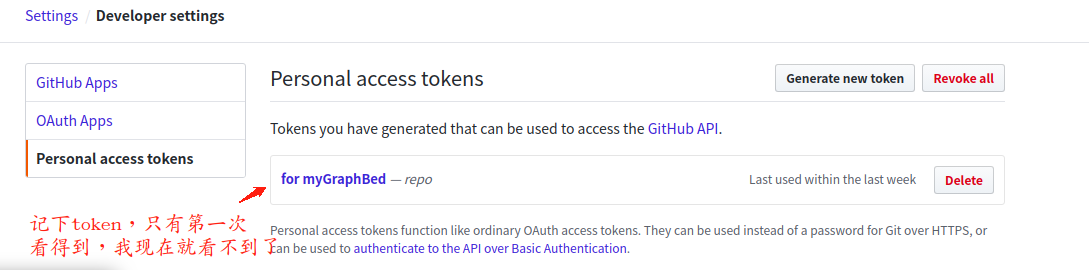 Settings / Developer settings
GitHub Apps
OAuth Apps
Personal access tokens
Personal access tokens
Generate new token
Revoke all
Tokens you have generated that can be used to access the GitHub API.
for myGraphBed — repo
Last used within the last week
Delete
记下token，只有第一次
看得到，我现在就看不到了
Personal access tokens function like ordinary OAuth access tokens. They can be used instead of a password for Git over HTTPS, or
can be used to authenticate to the API over Basic Authentication.